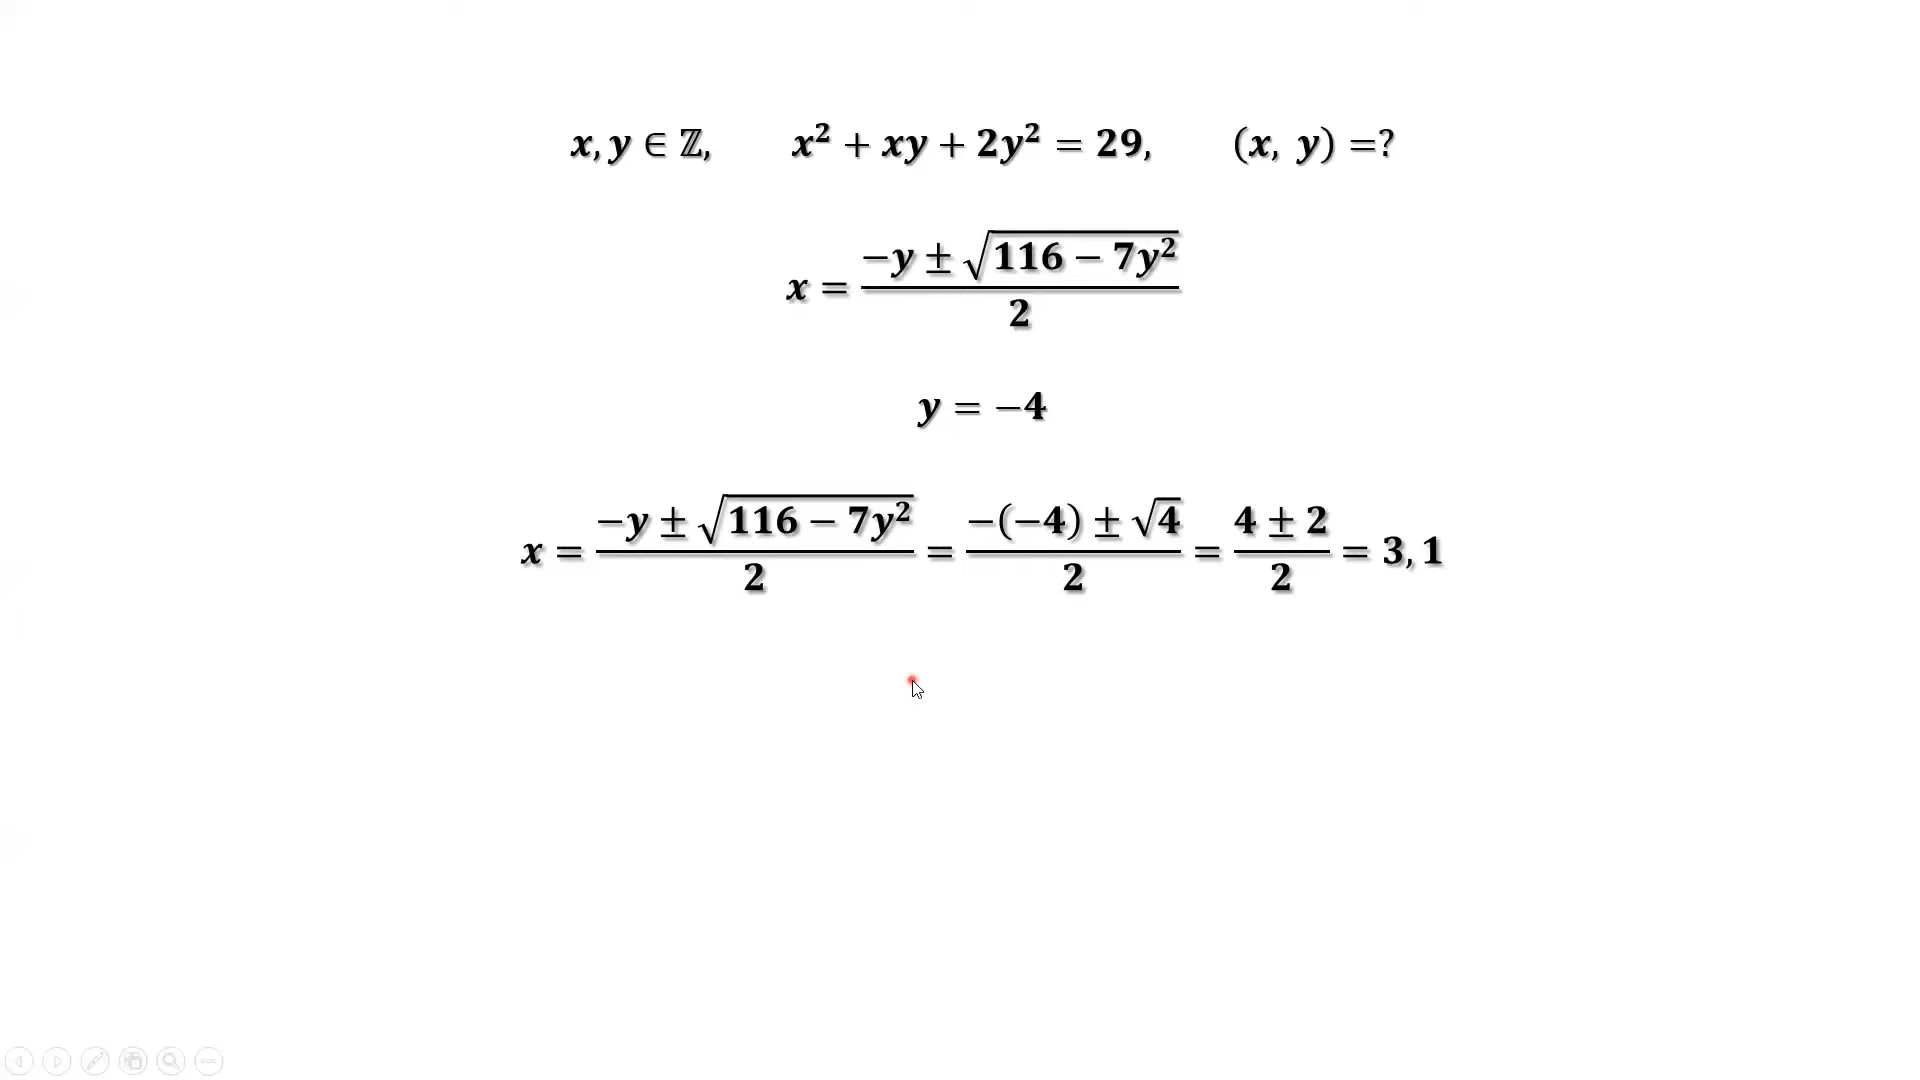 x, y ∈ ℤ, x² + xy + 2y² = 29, (x, y) =?
x = (−y ± √(116 − 7y²)) / 2
y = −4
x = (−y ± √(116 − 7y²)) / 2 = (−(−4) ± √4) / 2 = (4 ± 2) / 2 = 3, 1